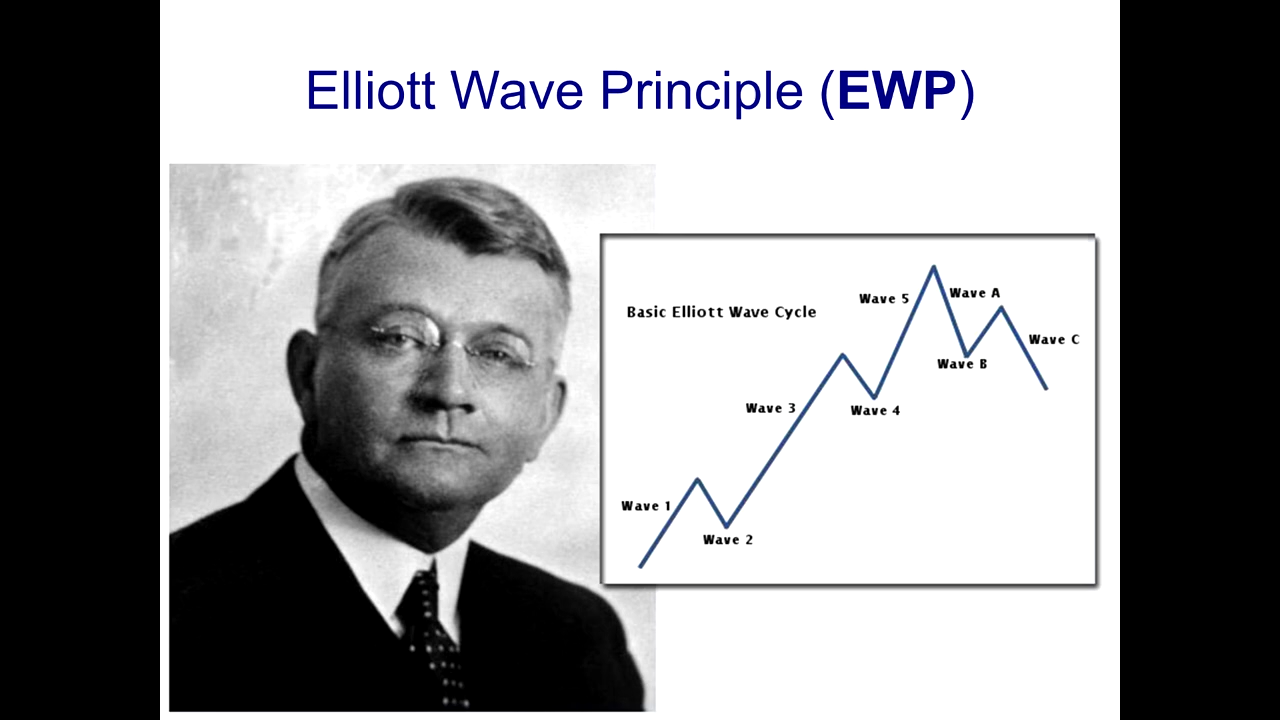 Elliott Wave Principle (EWP)
Basic Elliott Wave Cycle
Wave 1
Wave 2
Wave 3
Wave 4
Wave 5
Wave A
Wave B
Wave C